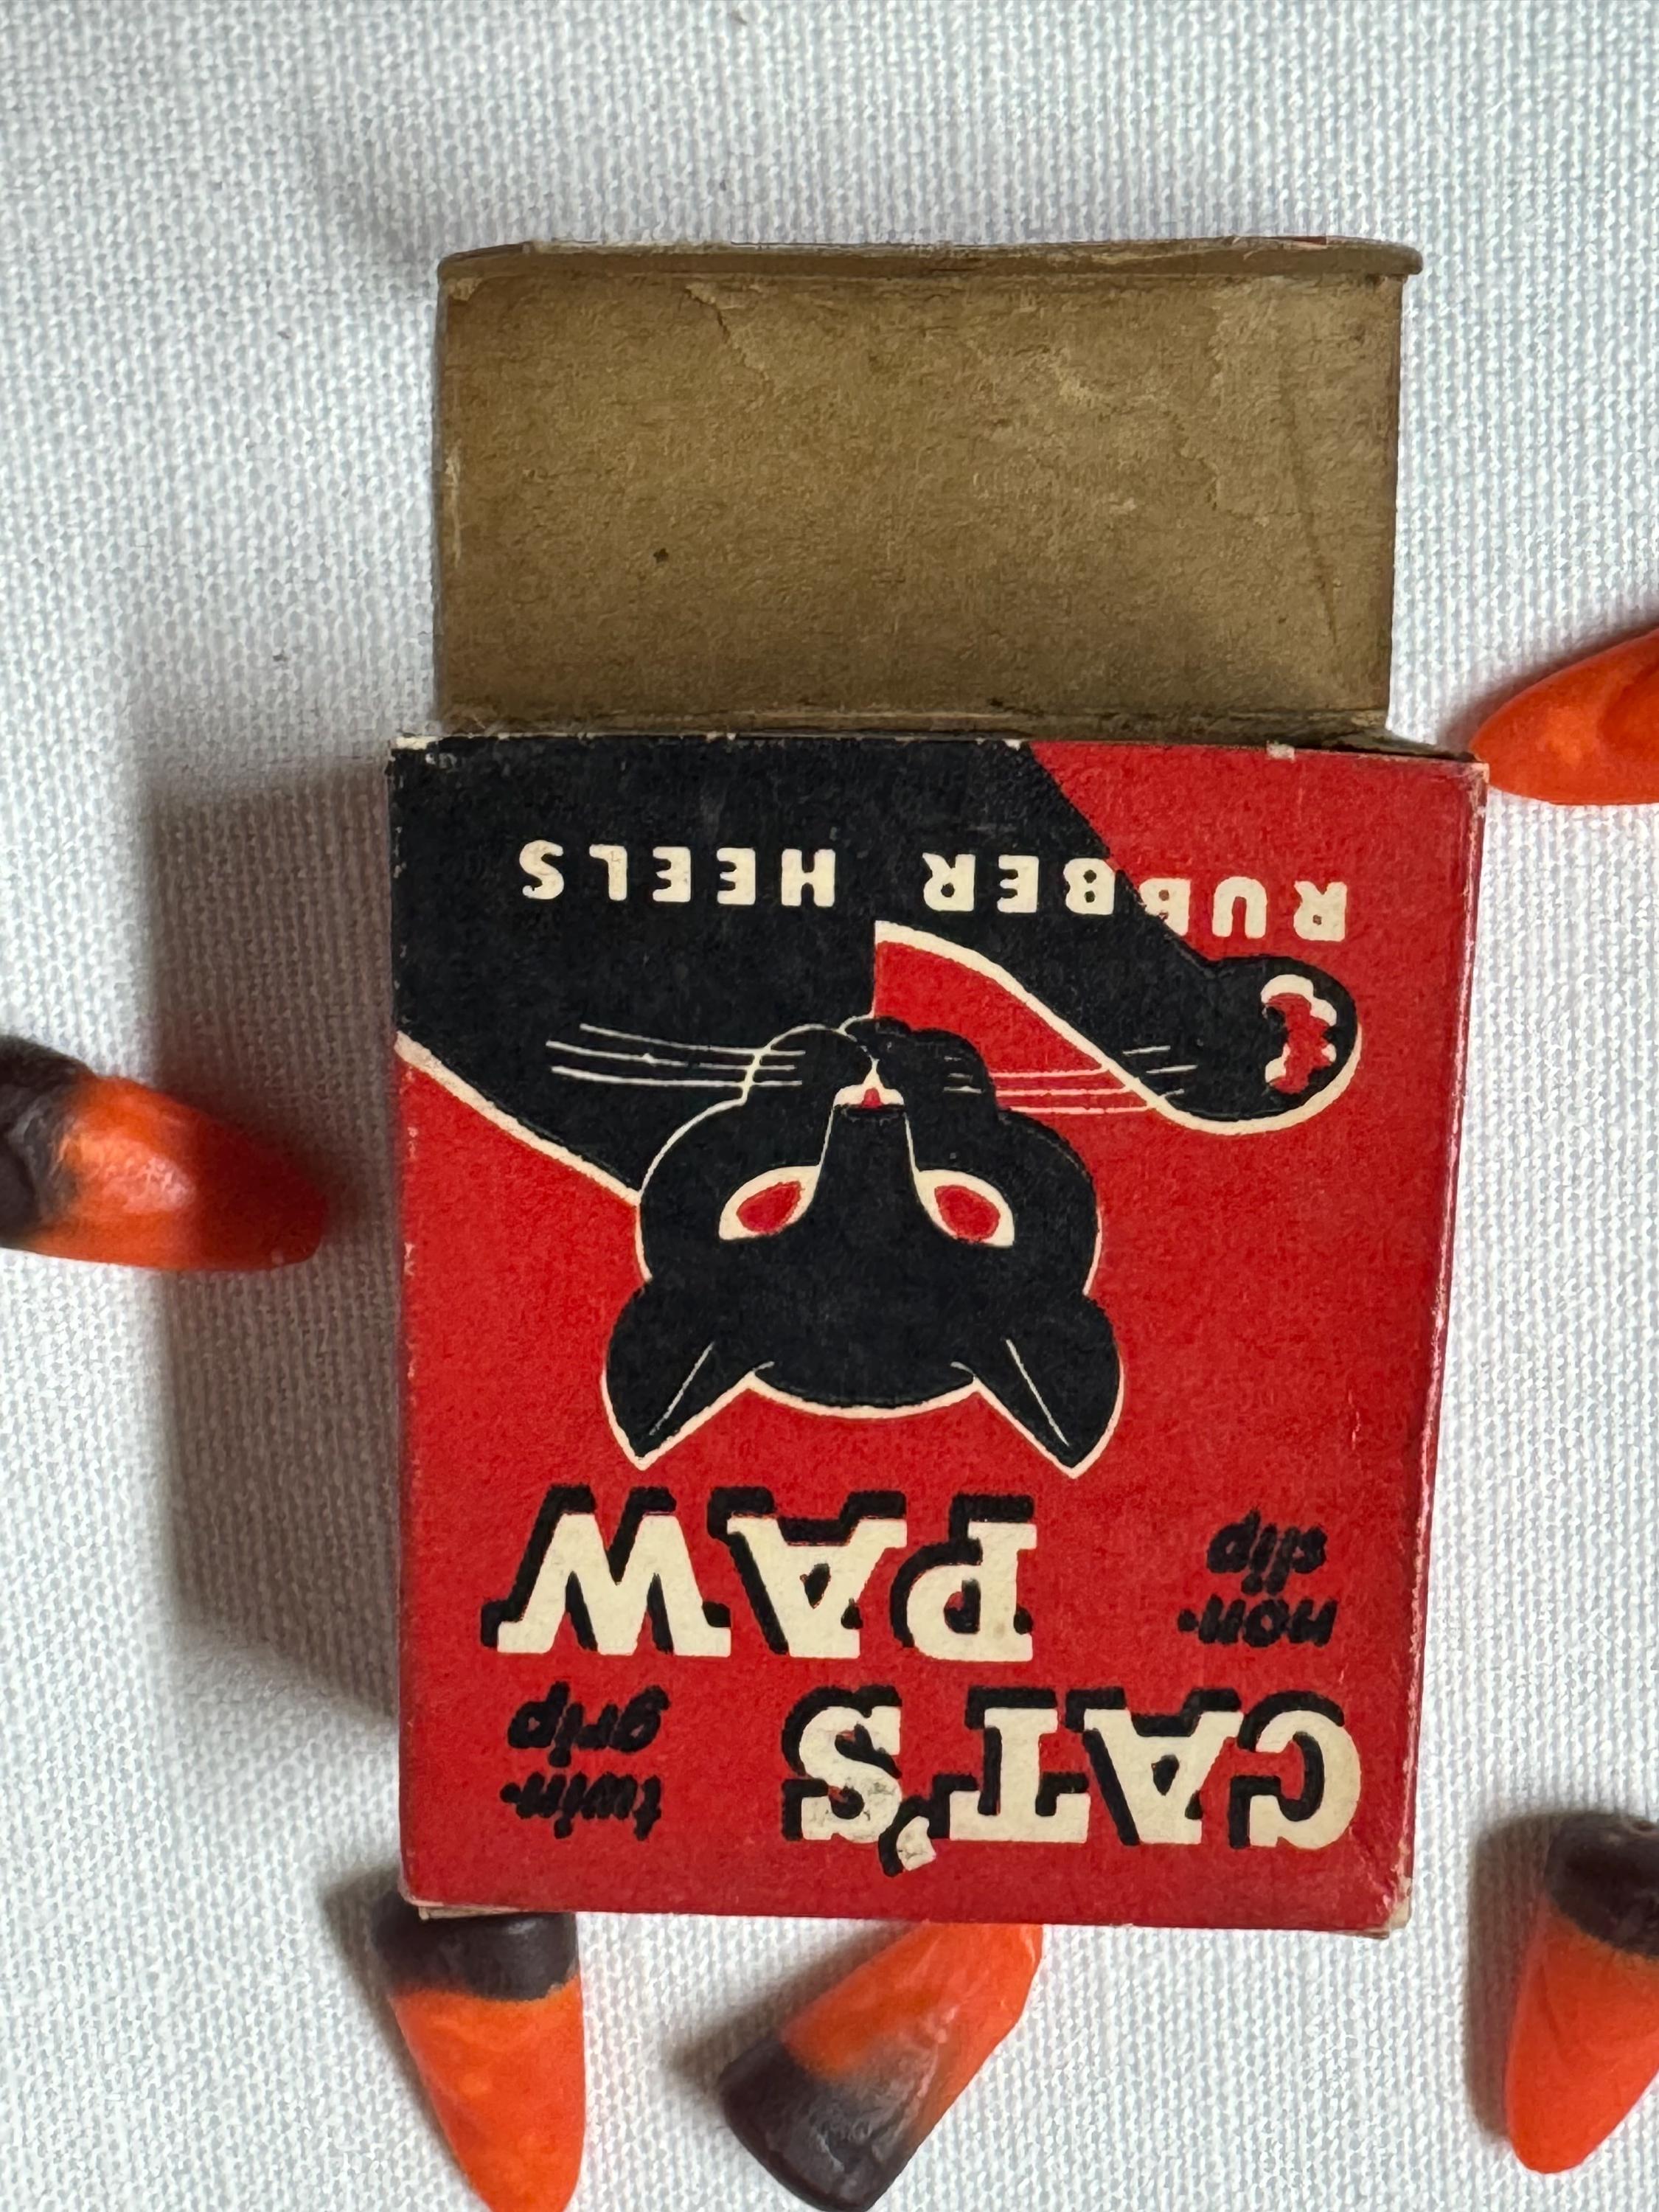 CAT'S
twin-
grip
non-
slip
PAW
RUBBER HEELS